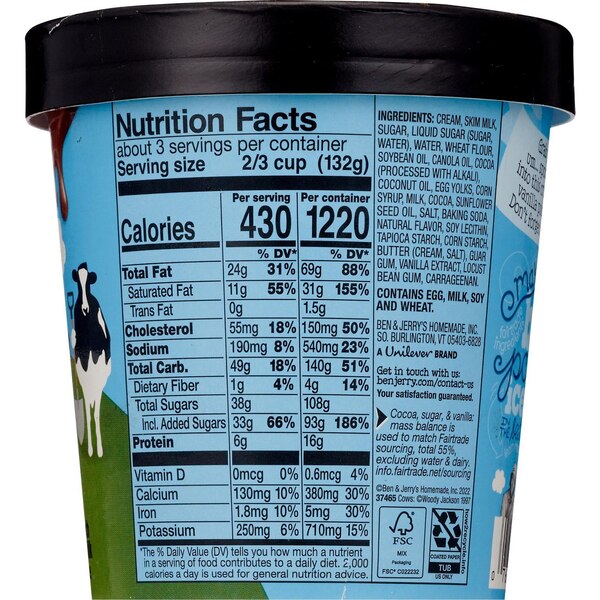 Nutrition Facts
about 3 servings per container
Serving size 2/3 cup (132g)
Per serving Per container
Calories 430 1220
% DV* % DV*
Total Fat 24g 31% 69g 88%
Saturated Fat 11g 55% 31g 155%
Trans Fat 0g 1.5g
Cholesterol 55mg 18% 150mg 50%
Sodium 190mg 8% 540mg 23%
Total Carb. 49g 18% 140g 51%
Dietary Fiber 1g 4% 4g 14%
Total Sugars 38g 108g
Incl. Added Sugars 33g 66% 93g 186%
Protein 6g 16g
Vitamin D 0mcg 0% 0.6mcg 4%
Calcium 130mg 10% 380mg 30%
Iron 1.8mg 10% 5mg 30%
Potassium 250mg 6% 710mg 15%
*The % Daily Value (DV) tells you how much a nutrient
in a serving of food contributes to a daily diet. 2,000
calories a day is used for general nutrition advice.
INGREDIENTS: CREAM, SKIM MILK,
SUGAR, LIQUID SUGAR (SUGAR,
WATER), WATER, WHEAT FLOUR,
SOYBEAN OIL, CANOLA OIL, COCOA
(PROCESSED WITH ALKALI),
COCONUT OIL, EGG YOLKS, CORN
SYRUP, MILK, COCOA, SUNFLOWER
SEED OIL, SALT, BAKING SODA,
NATURAL FLAVOR, SOY LECITHIN,
TAPIOCA STARCH, CORN STARCH,
BUTTER (CREAM, SALT), GUAR
GUM, VANILLA EXTRACT, LOCUST
BEAN GUM, CARRAGEENAN.
CONTAINS EGG, MILK, SOY
AND WHEAT.
BEN & JERRY'S HOMEMADE, INC.
SO. BURLINGTON, VT 05403-6828
A Unilever BRAND
Get in touch with us:
benjerry.com/contact-us
Your satisfaction guaranteed.
Cocoa, sugar, & vanilla:
mass balance is
used to match Fairtrade
sourcing, total 55%,
excluding water & dairy.
info.fairtrade.net/sourcing
©Ben & Jerry's Homemade, Inc. 2022
37465 Cows: ©Woody Jackson 1997
FSC
MIX
Packaging
FSC® C022232
COATED PAPER
TUB
US ONLY
how2recycle.info
um,
into this
vanilla
Don't